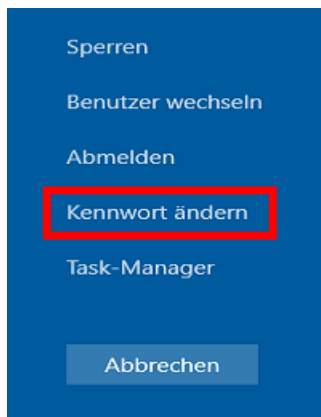 Sperren
Benutzer wechseln
Abmelden
Kennwort ändern
Task-Manager
Abbrechen